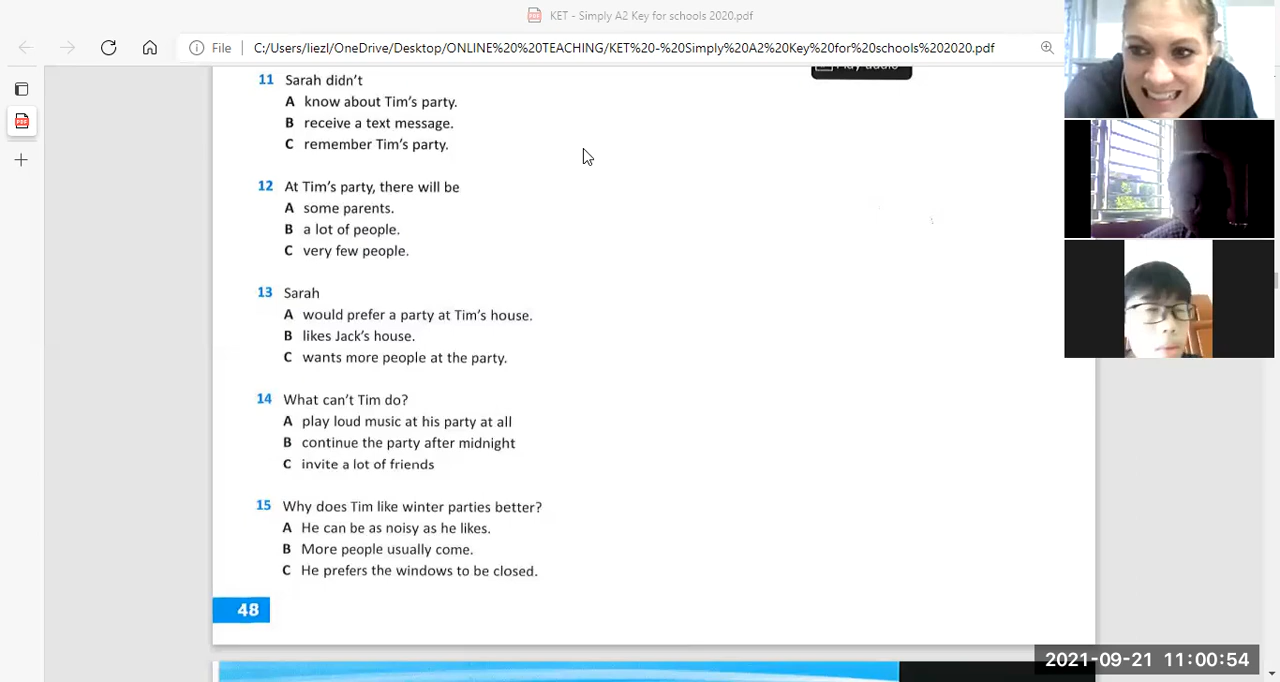 KET - Simply A2 Key for schools 2020.pdf
File
C:/Users/liezl/OneDrive/Desktop/ONLINE%20%20TEACHING/KET%20-%20Simply%20A2%20Key%20for%20schools%202020.pdf
Play audio
11 Sarah didn't
A know about Tim's party.
B receive a text message.
C remember Tim's party.
12 At Tim's party, there will be
A some parents.
B a lot of people.
C very few people.
13 Sarah
A would prefer a party at Tim's house.
B likes Jack's house.
C wants more people at the party.
14 What can't Tim do?
A play loud music at his party at all
B continue the party after midnight
C invite a lot of friends
15 Why does Tim like winter parties better?
A He can be as noisy as he likes.
B More people usually come.
C He prefers the windows to be closed.
48
2021-09-21 11:00:54